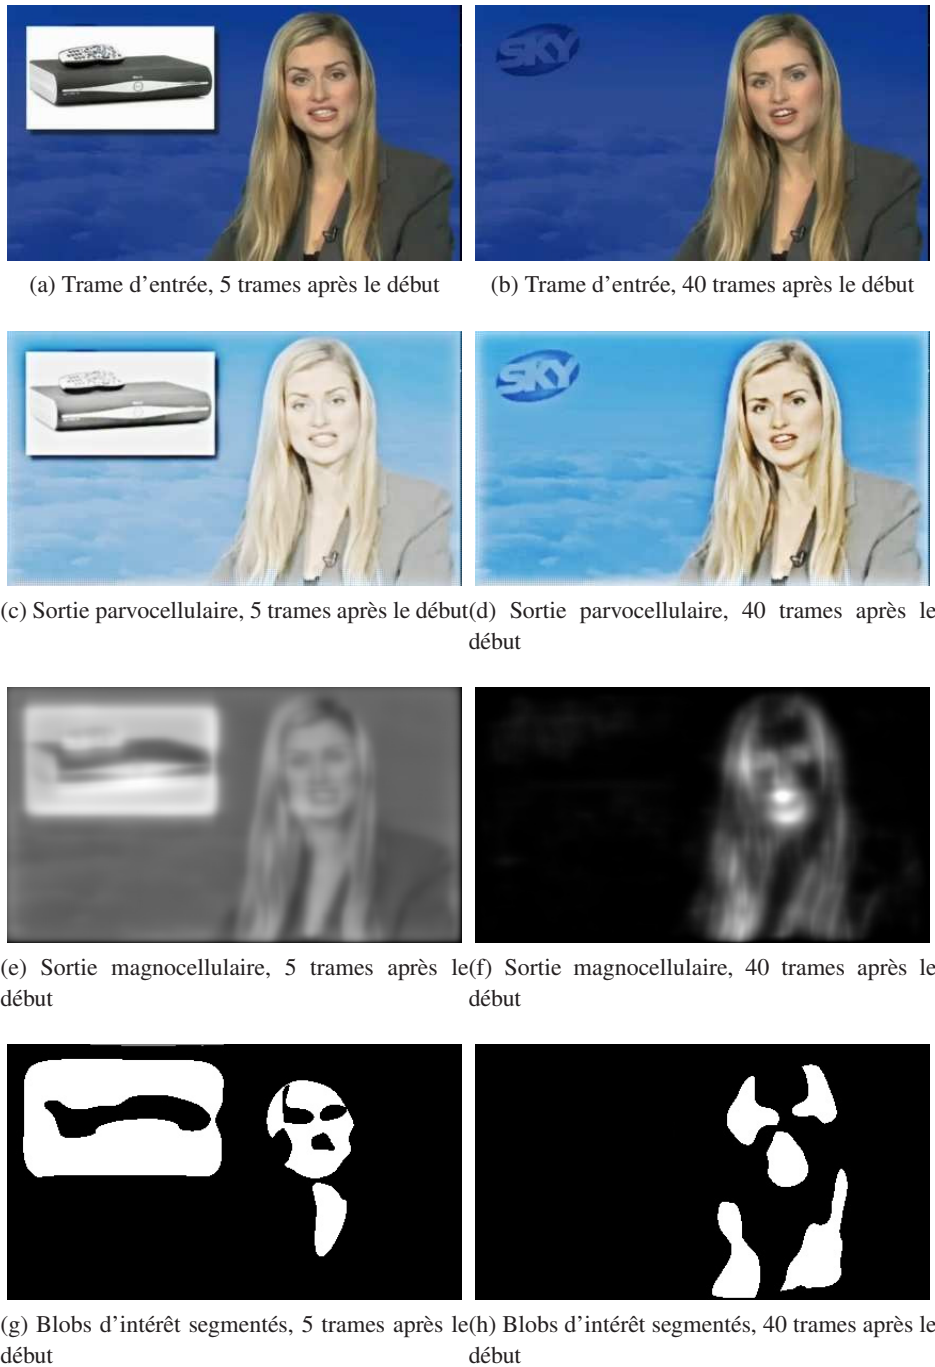 SKY
(a) Trame d'entrée, 5 trames après le début
(b) Trame d'entrée, 40 trames après le début
SKY
(c) Sortie parvocellulaire, 5 trames après le début
(d) Sortie parvocellulaire, 40 trames après le
début
(e) Sortie magnocellulaire, 5 trames après le
début
(f) Sortie magnocellulaire, 40 trames après le
début
(g) Blobs d'intérêt segmentés, 5 trames après le
début
(h) Blobs d'intérêt segmentés, 40 trames après le
début